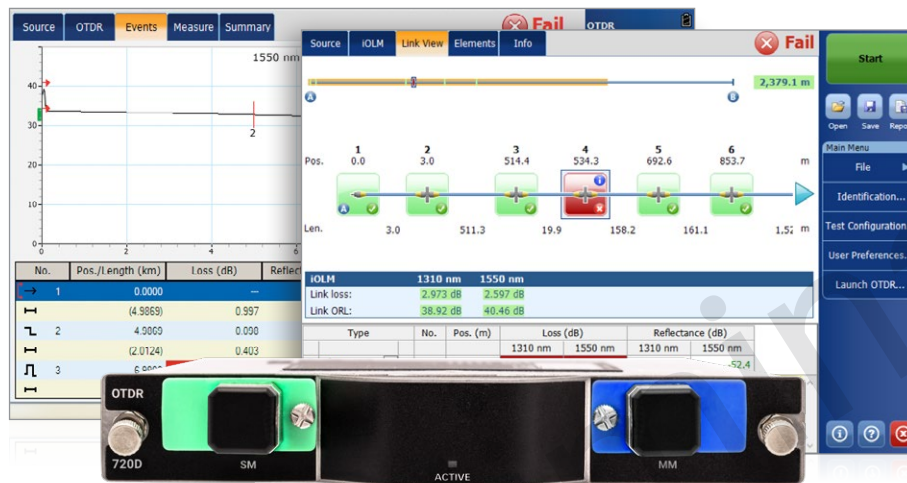 Source OTDR Events Measure Summary
Fail
OTDR
1550 nm
40
30
20
10
0
0 2 4 6
2
No. Pos./Length (km) Loss (dB)
1 0.0000 ---
(4.9869) 0.997
2 4.9869 0.090
(2.0124) 0.403
3
Source iOLM Link View Elements Info
Fail
2,379.1 m
A B
1 2 3 4 5 6
Pos. 0.0 3.0 514.4 534.3 692.6 853.7 m
A
Len. 3.0 511.3 19.9 158.2 161.1 m
iOLM 1310 nm 1550 nm
Link loss: 2.973 dB 2.597 dB
Link ORL: 38.92 dB 40.46 dB
Type No. Pos. (m) Loss (dB) Reflectance (dB)
1310 nm 1550 nm 1310 nm 1550 nm
-52.4
Start
Open Save
Main Menu
File
Identification...
Test Configuration
User Preferences.
Launch OTDR...
OTDR
720D
SM
ACTIVE
MM